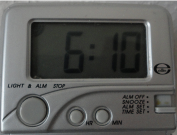 6:10
LIGHT & ALM STOP
ALM OFF
SNOOZE
ALM SET
TIME SET
HR MIN